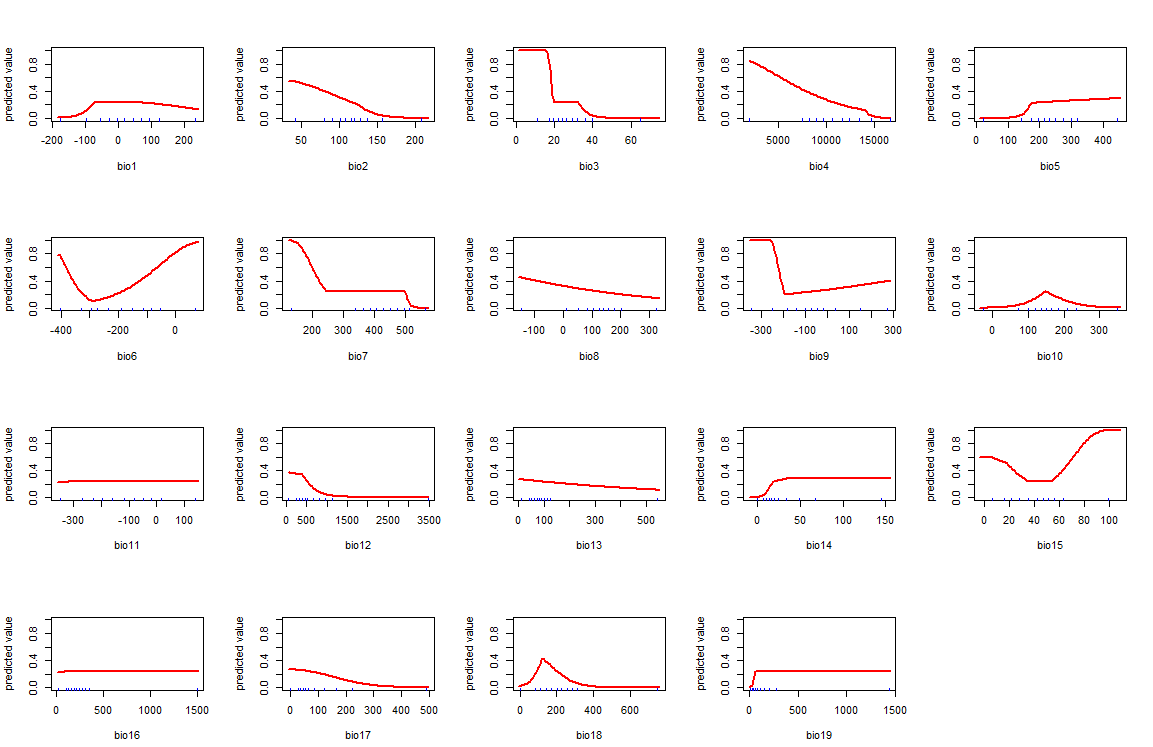 predicted value
0.0 0.4 0.8
-200 -100 0 100 200
bio1
predicted value
0.0 0.4 0.8
50 100 150 200
bio2
predicted value
0.0 0.4 0.8
0 20 40 60
bio3
predicted value
0.0 0.4 0.8
5000 10000 15000
bio4
predicted value
0.0 0.4 0.8
0 100 200 300 400
bio5
predicted value
0.0 0.4 0.8
-400 -200 0
bio6
predicted value
0.0 0.4 0.8
200 300 400 500
bio7
predicted value
0.0 0.4 0.8
-100 0 100 200 300
bio8
predicted value
0.0 0.4 0.8
-300 -100 100 300
bio9
predicted value
0.0 0.4 0.8
0 100 200 300
bio10
predicted value
0.0 0.4 0.8
-300 -100 0 100
bio11
predicted value
0.0 0.4 0.8
0 500 1500 2500 3500
bio12
predicted value
0.0 0.4 0.8
0 100 300 500
bio13
predicted value
0.0 0.4 0.8
0 50 100 150
bio14
predicted value
0.0 0.4 0.8
0 20 40 60 80 100
bio15
predicted value
0.0 0.4 0.8
0 500 1000 1500
bio16
predicted value
0.0 0.4 0.8
0 100 200 300 400 500
bio17
predicted value
0.0 0.4 0.8
0 200 400 600
bio18
predicted value
0.0 0.4 0.8
0 500 1000 1500
bio19